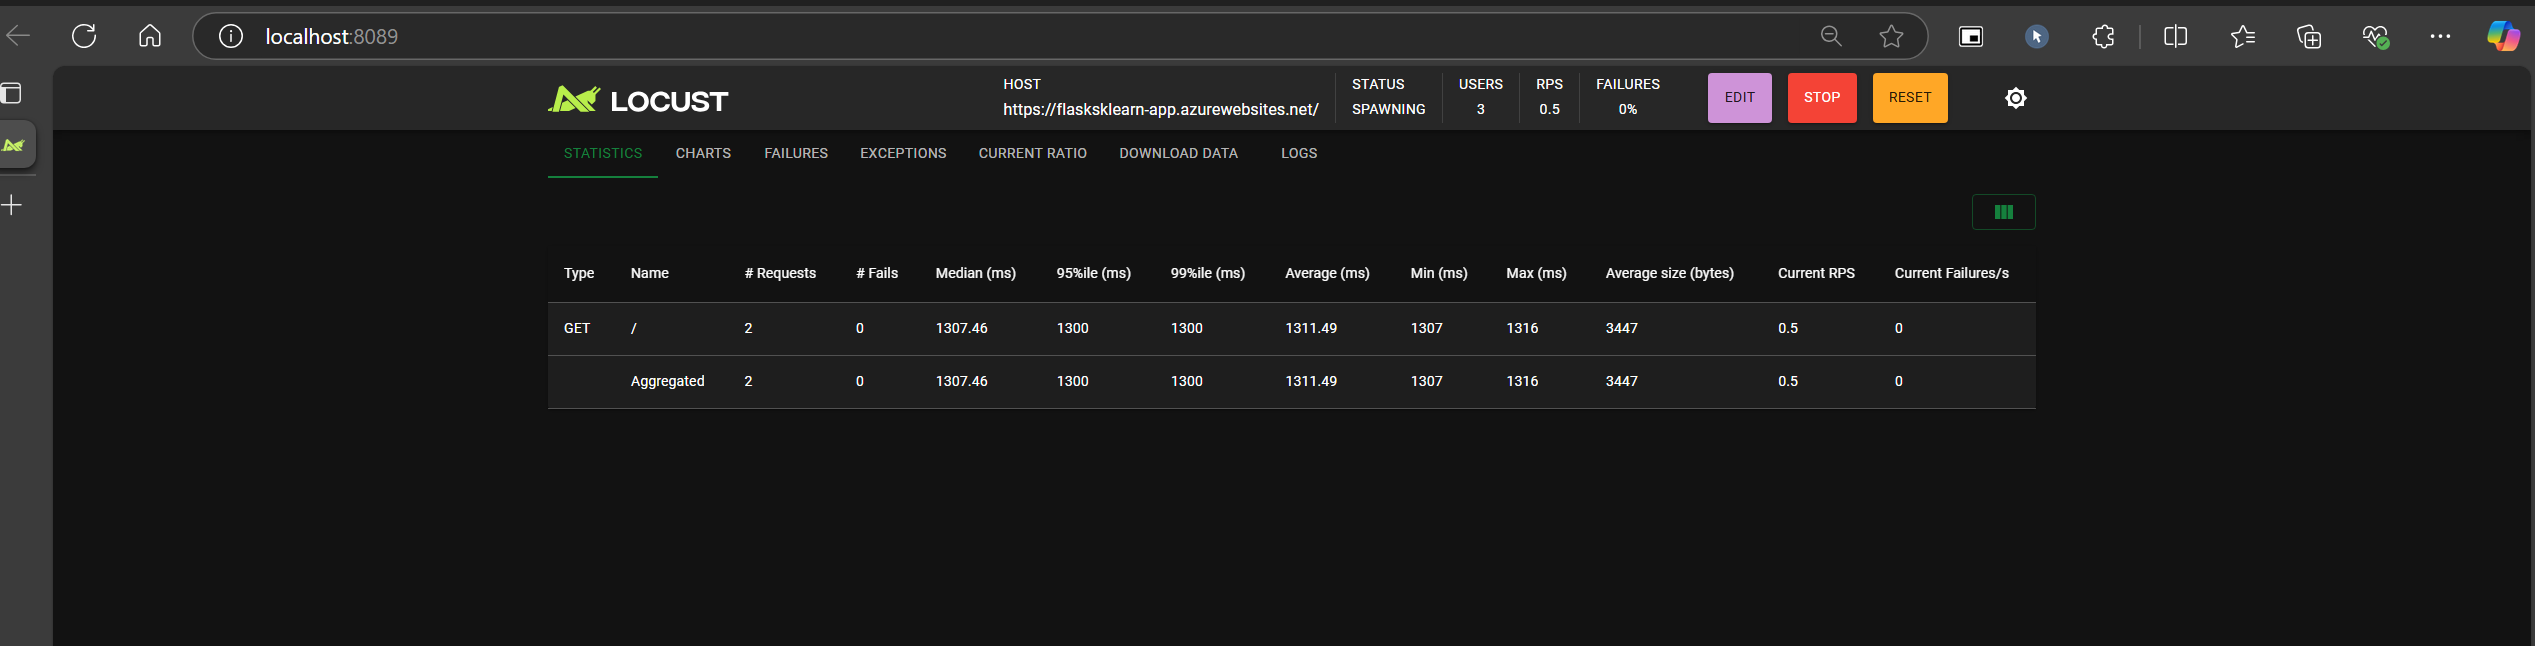 localhost:8089
LOCUST
HOST
https://flasksklearn-app.azurewebsites.net/
STATUS
SPAWNING
USERS
3
RPS
0.5
FAILURES
0%
EDIT
STOP
RESET
STATISTICS CHARTS FAILURES EXCEPTIONS CURRENT RATIO DOWNLOAD DATA LOGS
Type Name # Requests # Fails Median (ms) 95%ile (ms) 99%ile (ms) Average (ms) Min (ms) Max (ms) Average size (bytes) Current RPS Current Failures/s
GET / 2 0 1307.46 1300 1300 1311.49 1307 1316 3447 0.5 0
Aggregated 2 0 1307.46 1300 1300 1311.49 1307 1316 3447 0.5 0